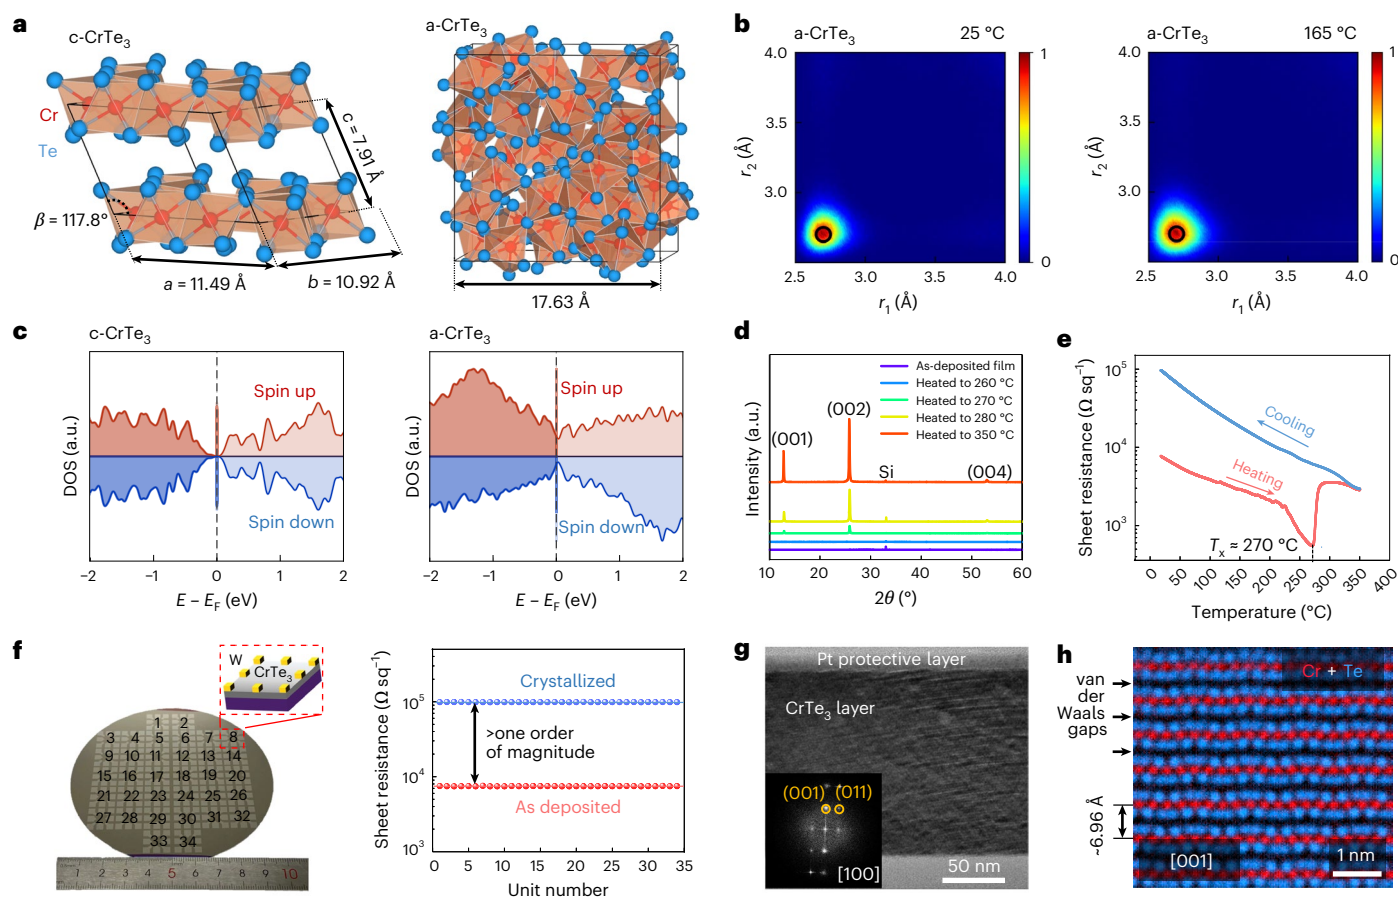 a
c-CrTe3
a-CrTe3
Cr
Te
c = 7.91 Å
β = 117.8°
a = 11.49 Å
b = 10.92 Å
17.63 Å
b
a-CrTe3 25 °C
4.0
3.5
3.0
2.5 3.0 4.0
r2 (Å)
r1 (Å)
1
0
a-CrTe3 165 °C
4.0
3.5
3.0
2.5 3.0 4.0
r2 (Å)
r1 (Å)
1
0
c
c-CrTe3
Spin up
Spin down
DOS (a.u.)
−2 −1 0 1 2
E – EF (eV)
a-CrTe3
Spin up
Spin down
DOS (a.u.)
−2 −1 0 1 2
E – EF (eV)
d
As-deposited film
Heated to 260 °C
Heated to 270 °C
Heated to 280 °C
Heated to 350 °C
(001)
(002)
Si
(004)
Intensity (a.u.)
10 20 30 40 50 60
2θ (°)
e
Sheet resistance (Ω sq−1)
10^5
10^4
10^3
Cooling
Heating
Tx ≈ 270 °C
0 50 100 150 200 250 300 350 400
Temperature (°C)
f
W
CrTe3
1 2
3 4 5 6 7 8
9 10 11 12 13 14
15 16 17 18 19 20
21 22 23 24 25 26
27 28 29 30 31 32
33 34
1 2 3 4 5 6 7 8 9 10
Sheet resistance (Ω sq−1)
10^5
10^4
10^3
Crystallized
>one order
of magnitude
As deposited
0 5 10 15 20 25 30 35
Unit number
g
Pt protective layer
CrTe3 layer
(001) (011)
[100]
50 nm
h
Cr + Te
van
der
Waals
gaps
~6.96 Å
[001]
1 nm